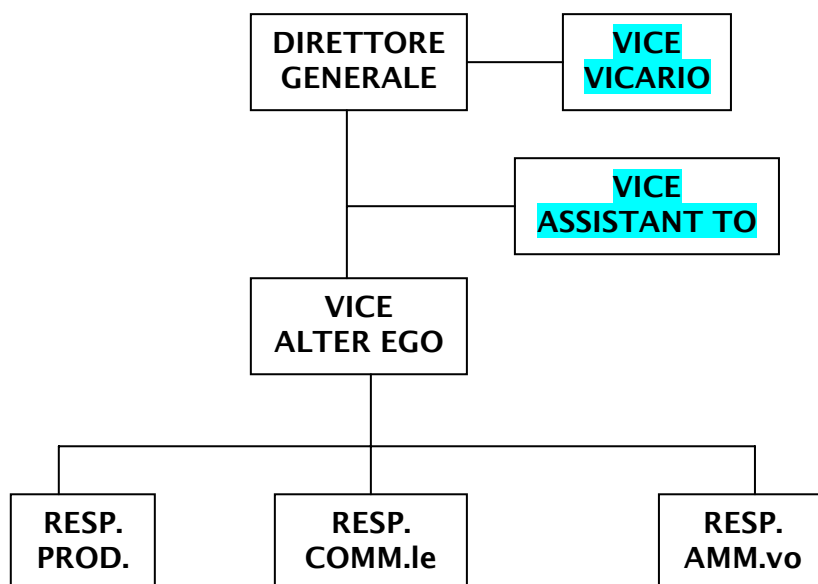 DIRETTORE
GENERALE
VICE
VICARIO
VICE
ASSISTANT TO
VICE
ALTER EGO
RESP.
PROD.
RESP.
COMM.le
RESP.
AMM.vo